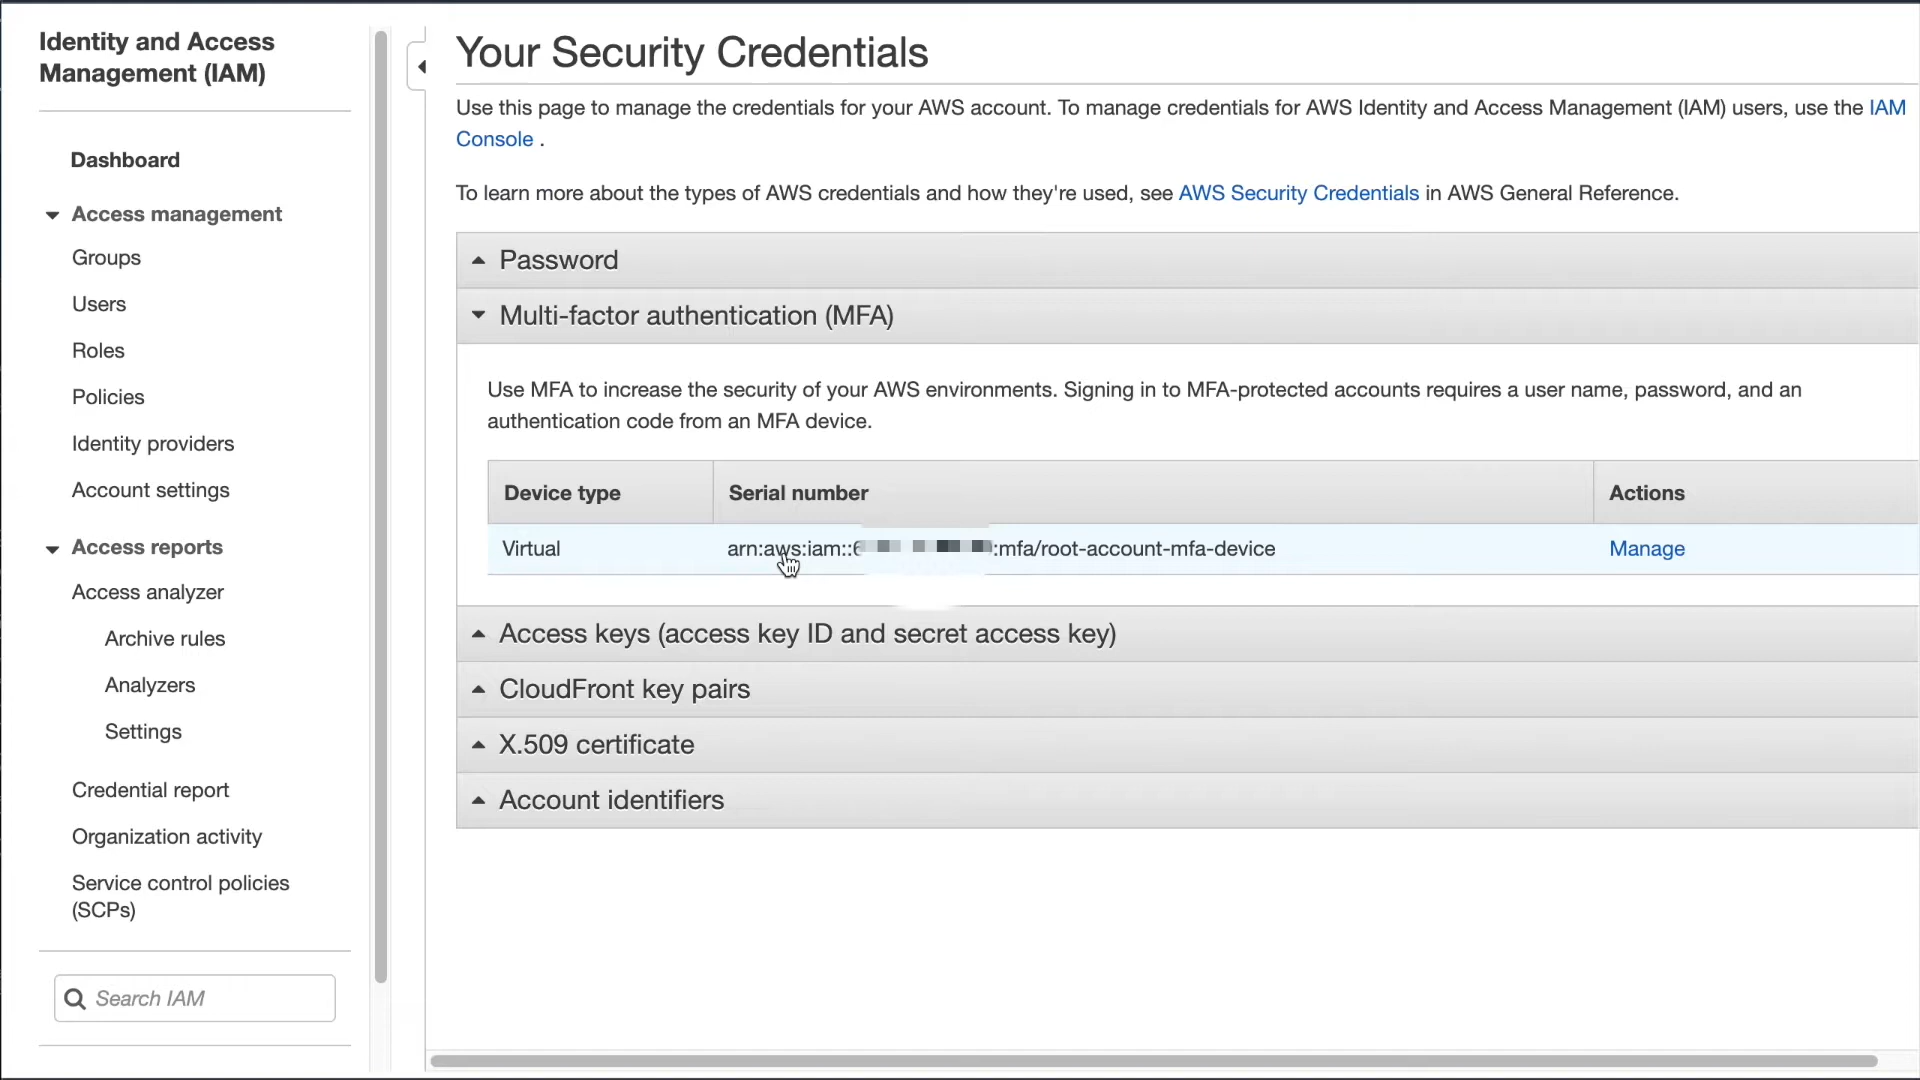 Identity and Access
Management (IAM)
Dashboard
Access management
Groups
Users
Roles
Policies
Identity providers
Account settings
Access reports
Access analyzer
Archive rules
Analyzers
Settings
Credential report
Organization activity
Service control policies
(SCPs)
Search IAM
Your Security Credentials
Use this page to manage the credentials for your AWS account. To manage credentials for AWS Identity and Access Management (IAM) users, use the IAM
Console .
To learn more about the types of AWS credentials and how they're used, see AWS Security Credentials in AWS General Reference.
Password
Multi-factor authentication (MFA)
Use MFA to increase the security of your AWS environments. Signing in to MFA-protected accounts requires a user name, password, and an
authentication code from an MFA device.
Device type Serial number Actions
Virtual arn:aws:iam::6 :mfa/root-account-mfa-device Manage
Access keys (access key ID and secret access key)
CloudFront key pairs
X.509 certificate
Account identifiers